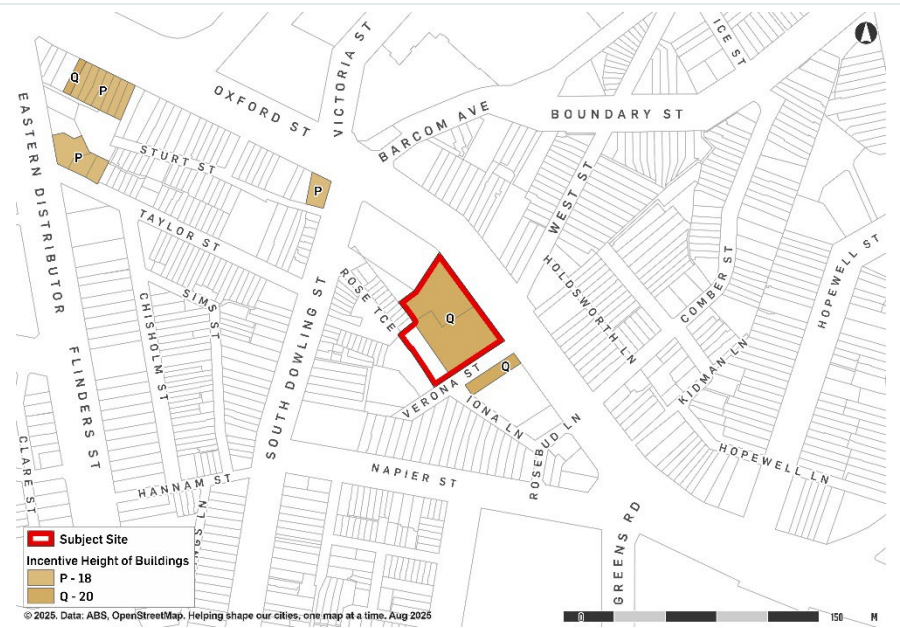 ICE ST
VICTORIA ST
OXFORD ST
BARCOM AVE
BOUNDARY ST
Q
P
EASTERN DISTRIBUTOR
P
STURT ST
P
WEST ST
TAYLOR ST
HOPEWELL ST
COMBER ST
HOLDSWORTH LN
ROSE TCE
SIMS ST
CHISHOLM ST
SOUTH DOWLING ST
Q
FLINDERS ST
KIDMAN LN
Q
VERONA ST
IONA LN
ROSEBUD LN
CLARE ST
HANNAM ST
NAPIER ST
HOPEWELL LN
GREENS RD
Subject Site
Incentive Height of Buildings
P - 18
Q - 20
© 2025. Data: ABS, OpenStreetMap. Helping shape our cities, one map at a time. Aug 2025
0 150 M